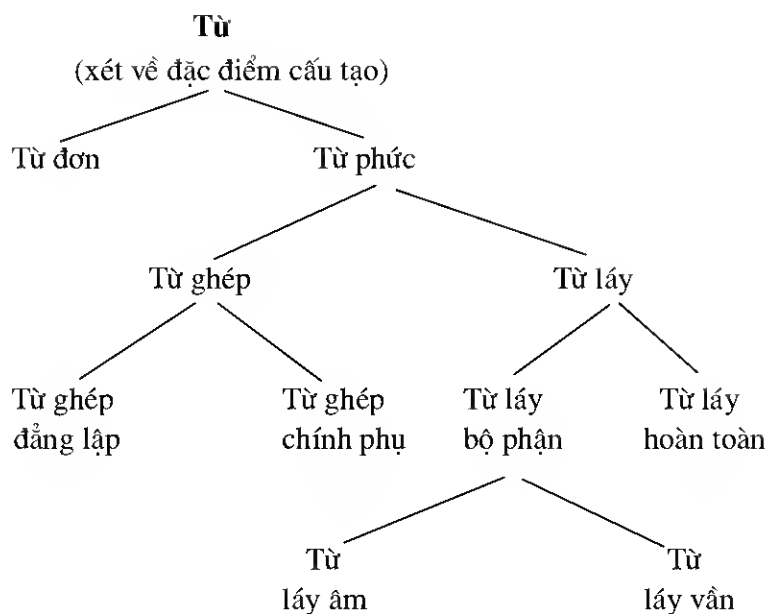 Từ
(xét về đặc điểm cấu tạo)
Từ đơn
Từ phức
Từ ghép
Từ láy
Từ ghép
đẳng lập
Từ ghép
chính phụ
Từ láy
bộ phận
Từ láy
hoàn toàn
Từ
láy âm
Từ
láy vần